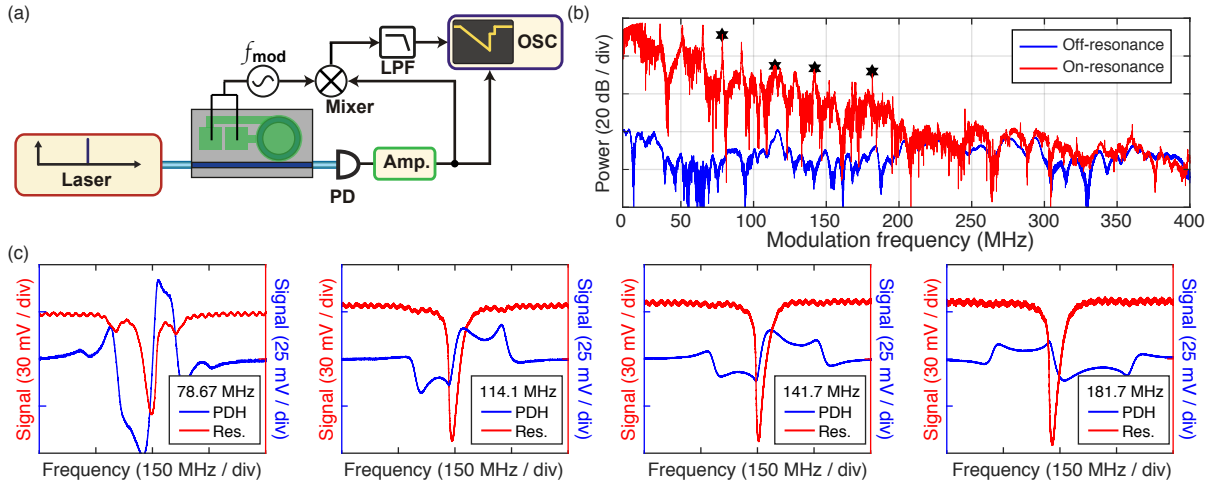 (a)
fmod
LPF
OSC
Mixer
Laser
PD
Amp.
(b)
Power (20 dB / div)
Off-resonance
On-resonance
0 50 100 150 200 250 300 350 400
Modulation frequency (MHz)
(c)
Signal (30 mV / div)
78.67 MHz
PDH
Res.
Signal (25 mV / div)
Frequency (150 MHz / div)
Signal (30 mV / div)
114.1 MHz
PDH
Res.
Signal (25 mV / div)
Frequency (150 MHz / div)
Signal (30 mV / div)
141.7 MHz
PDH
Res.
Signal (25 mV / div)
Frequency (150 MHz / div)
Signal (30 mV / div)
181.7 MHz
PDH
Res.
Signal (25 mV / div)
Frequency (150 MHz / div)